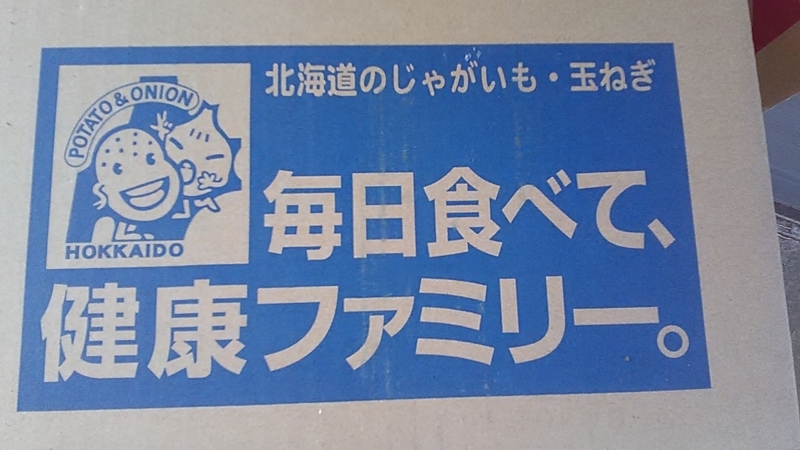 北海道のじゃがいも・玉ねぎ
POTATO & ONION
HOKKAIDO
毎日食べて、
健康ファミリー。